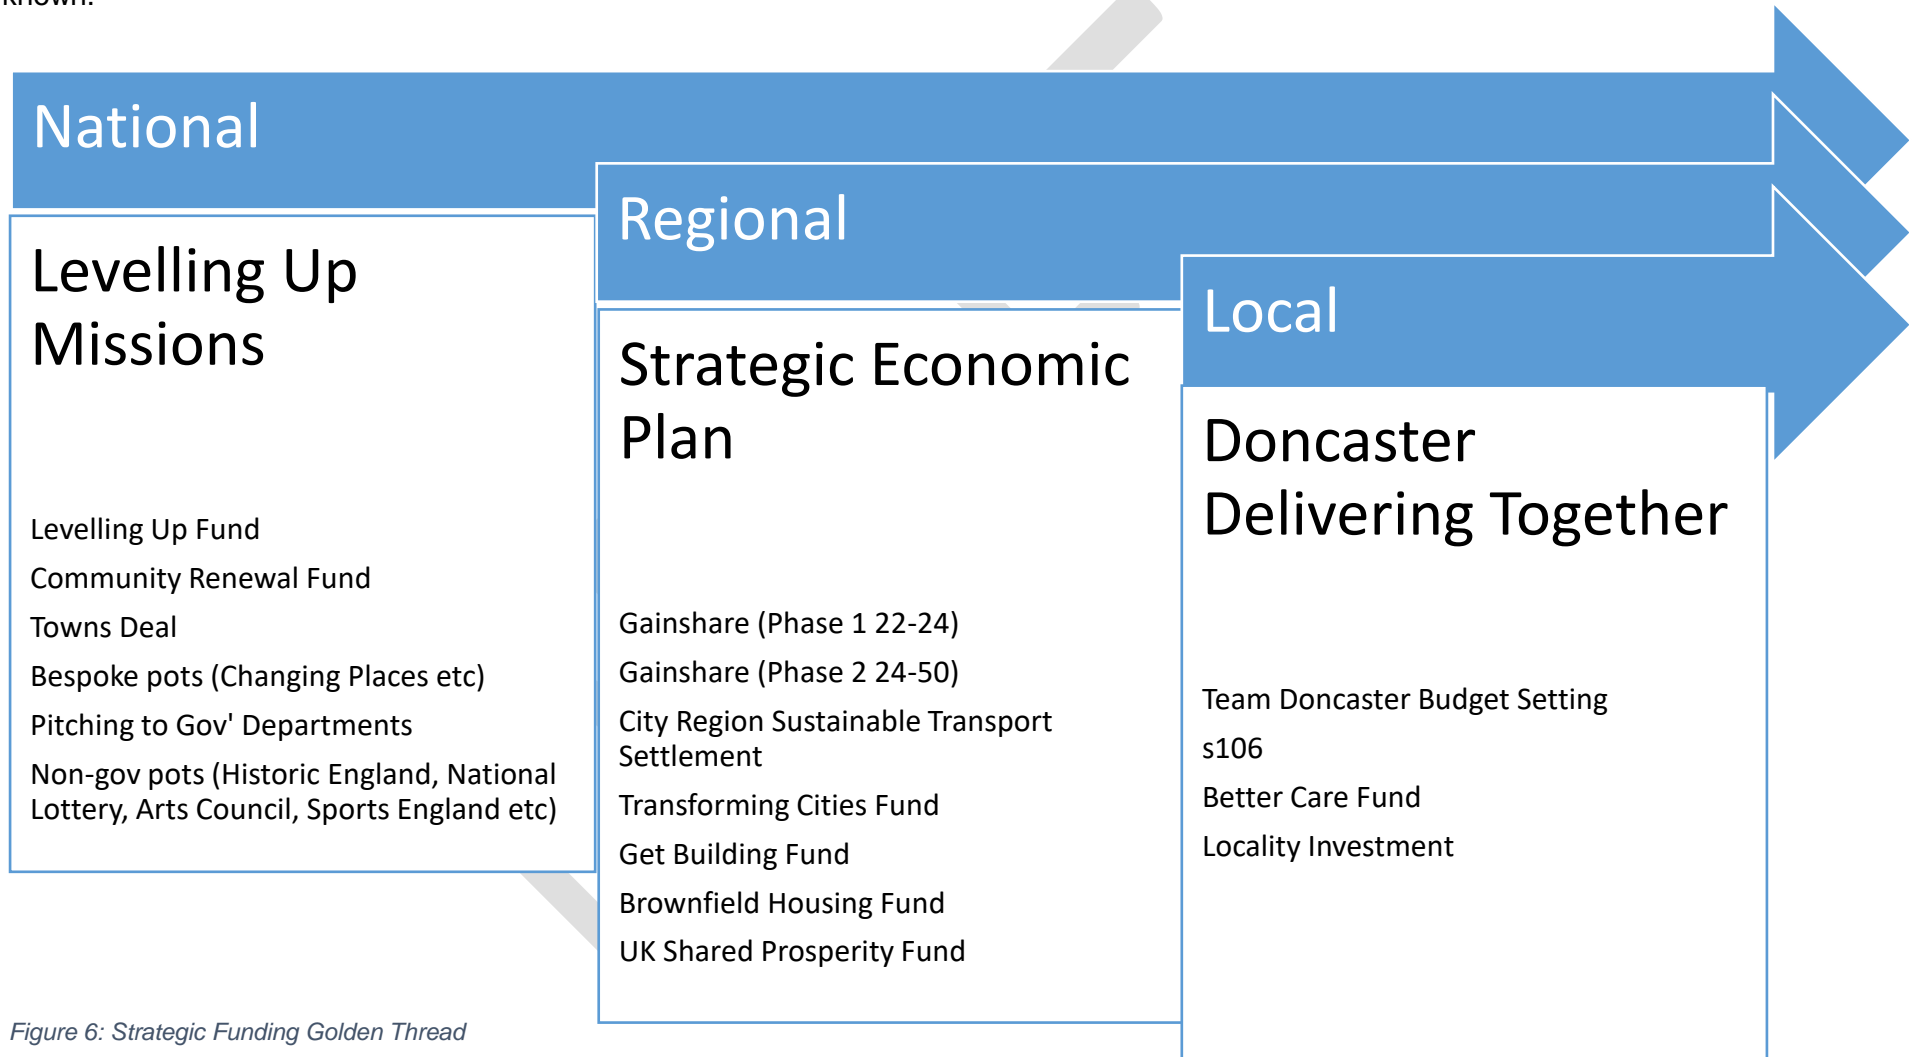 known.
National
Levelling Up
Missions
Levelling Up Fund
Community Renewal Fund
Towns Deal
Bespoke pots (Changing Places etc)
Pitching to Gov' Departments
Non-gov pots (Historic England, National
Lottery, Arts Council, Sports England etc)
Regional
Strategic Economic
Plan
Gainshare (Phase 1 22-24)
Gainshare (Phase 2 24-50)
City Region Sustainable Transport
Settlement
Transforming Cities Fund
Get Building Fund
Brownfield Housing Fund
UK Shared Prosperity Fund
Local
Doncaster
Delivering Together
Team Doncaster Budget Setting
s106
Better Care Fund
Locality Investment
Figure 6: Strategic Funding Golden Thread